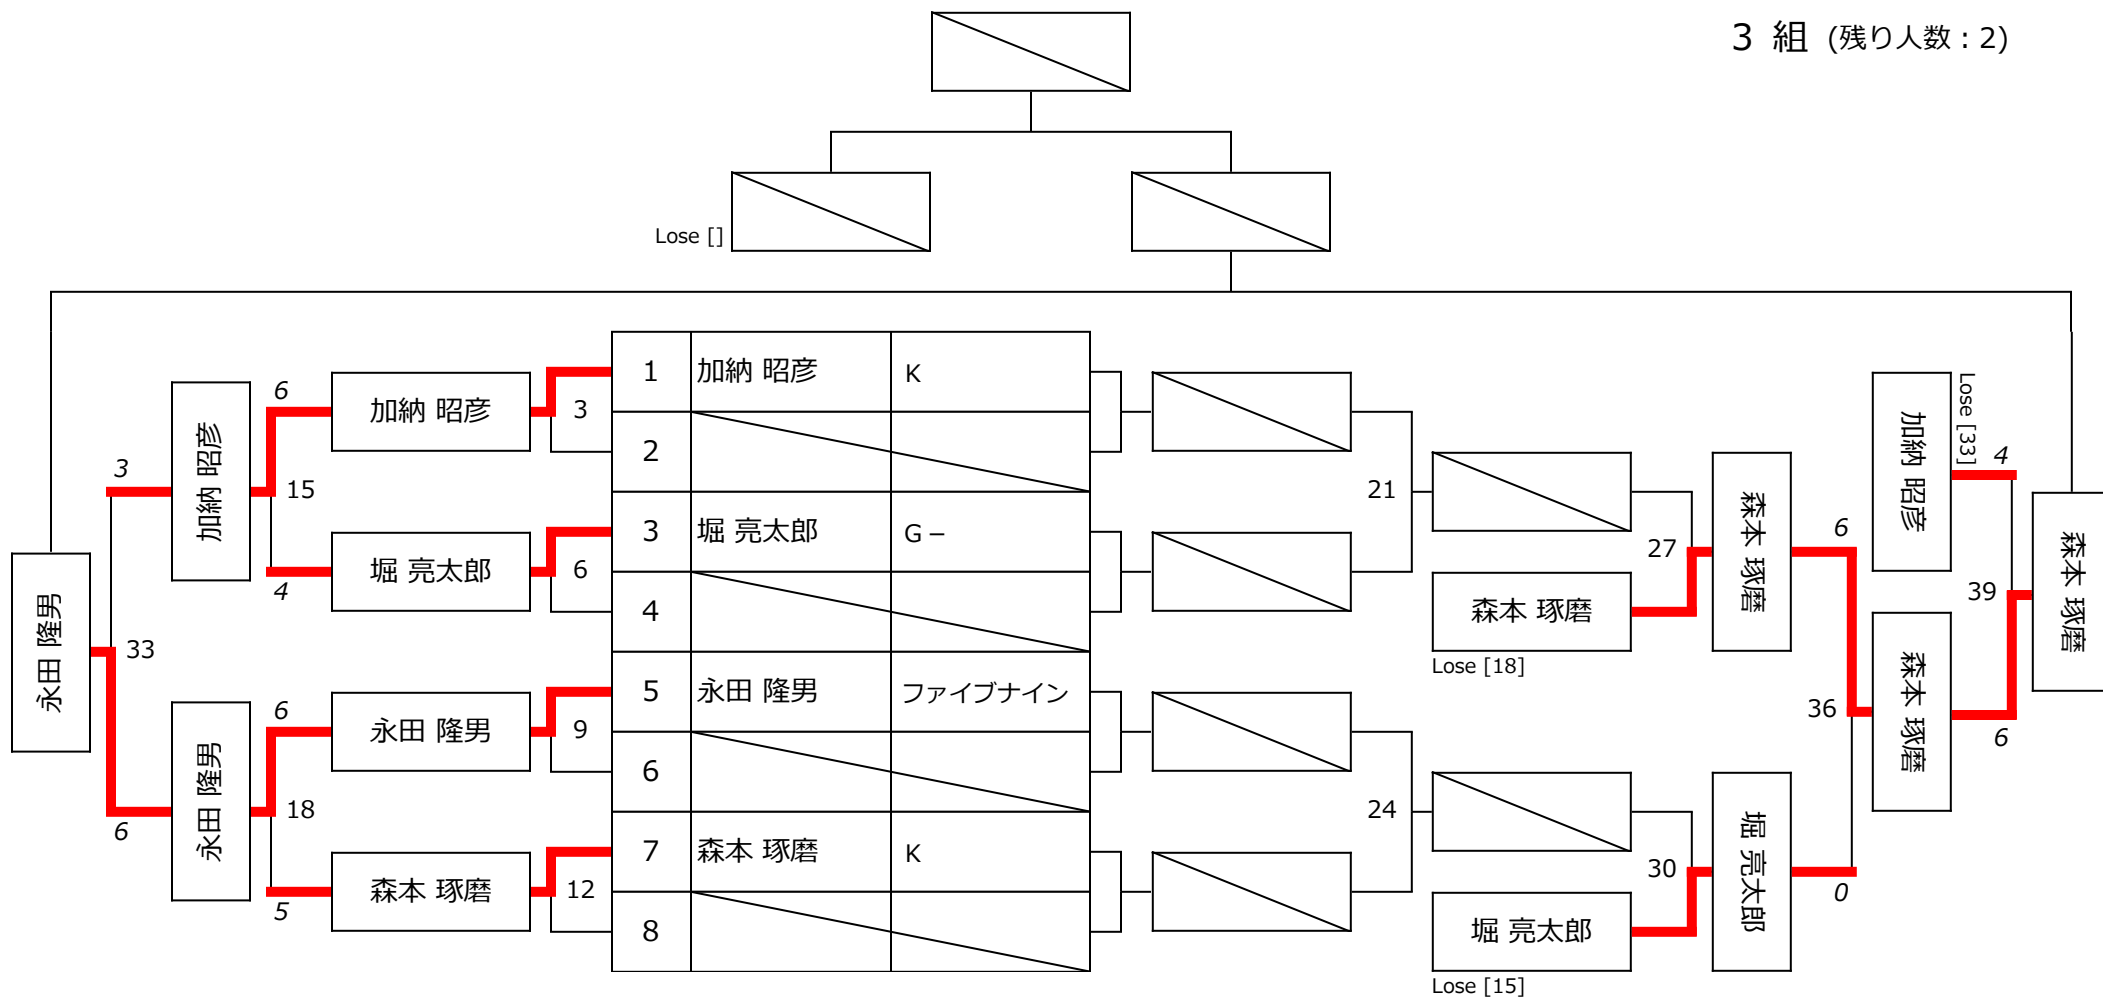 3 組 (残り人数：2)
Lose []
1 加納 昭彦 K
2
3 堀 亮太郎 G－
4
5 永田 隆男 ファイブナイン
6
7 森本 琢磨 K
8
永田 隆男
33
3
6
加納 昭彦
永田 隆男
6
15
4
6
18
5
加納 昭彦
堀 亮太郎
永田 隆男
森本 琢磨
3
6
9
12
21
24
森本 琢磨
Lose [18]
堀 亮太郎
Lose [15]
27
30
森本 琢磨
堀 亮太郎
6
36
0
加納 昭彦
Lose [33]
森本 琢磨
4
39
6
森本 琢磨